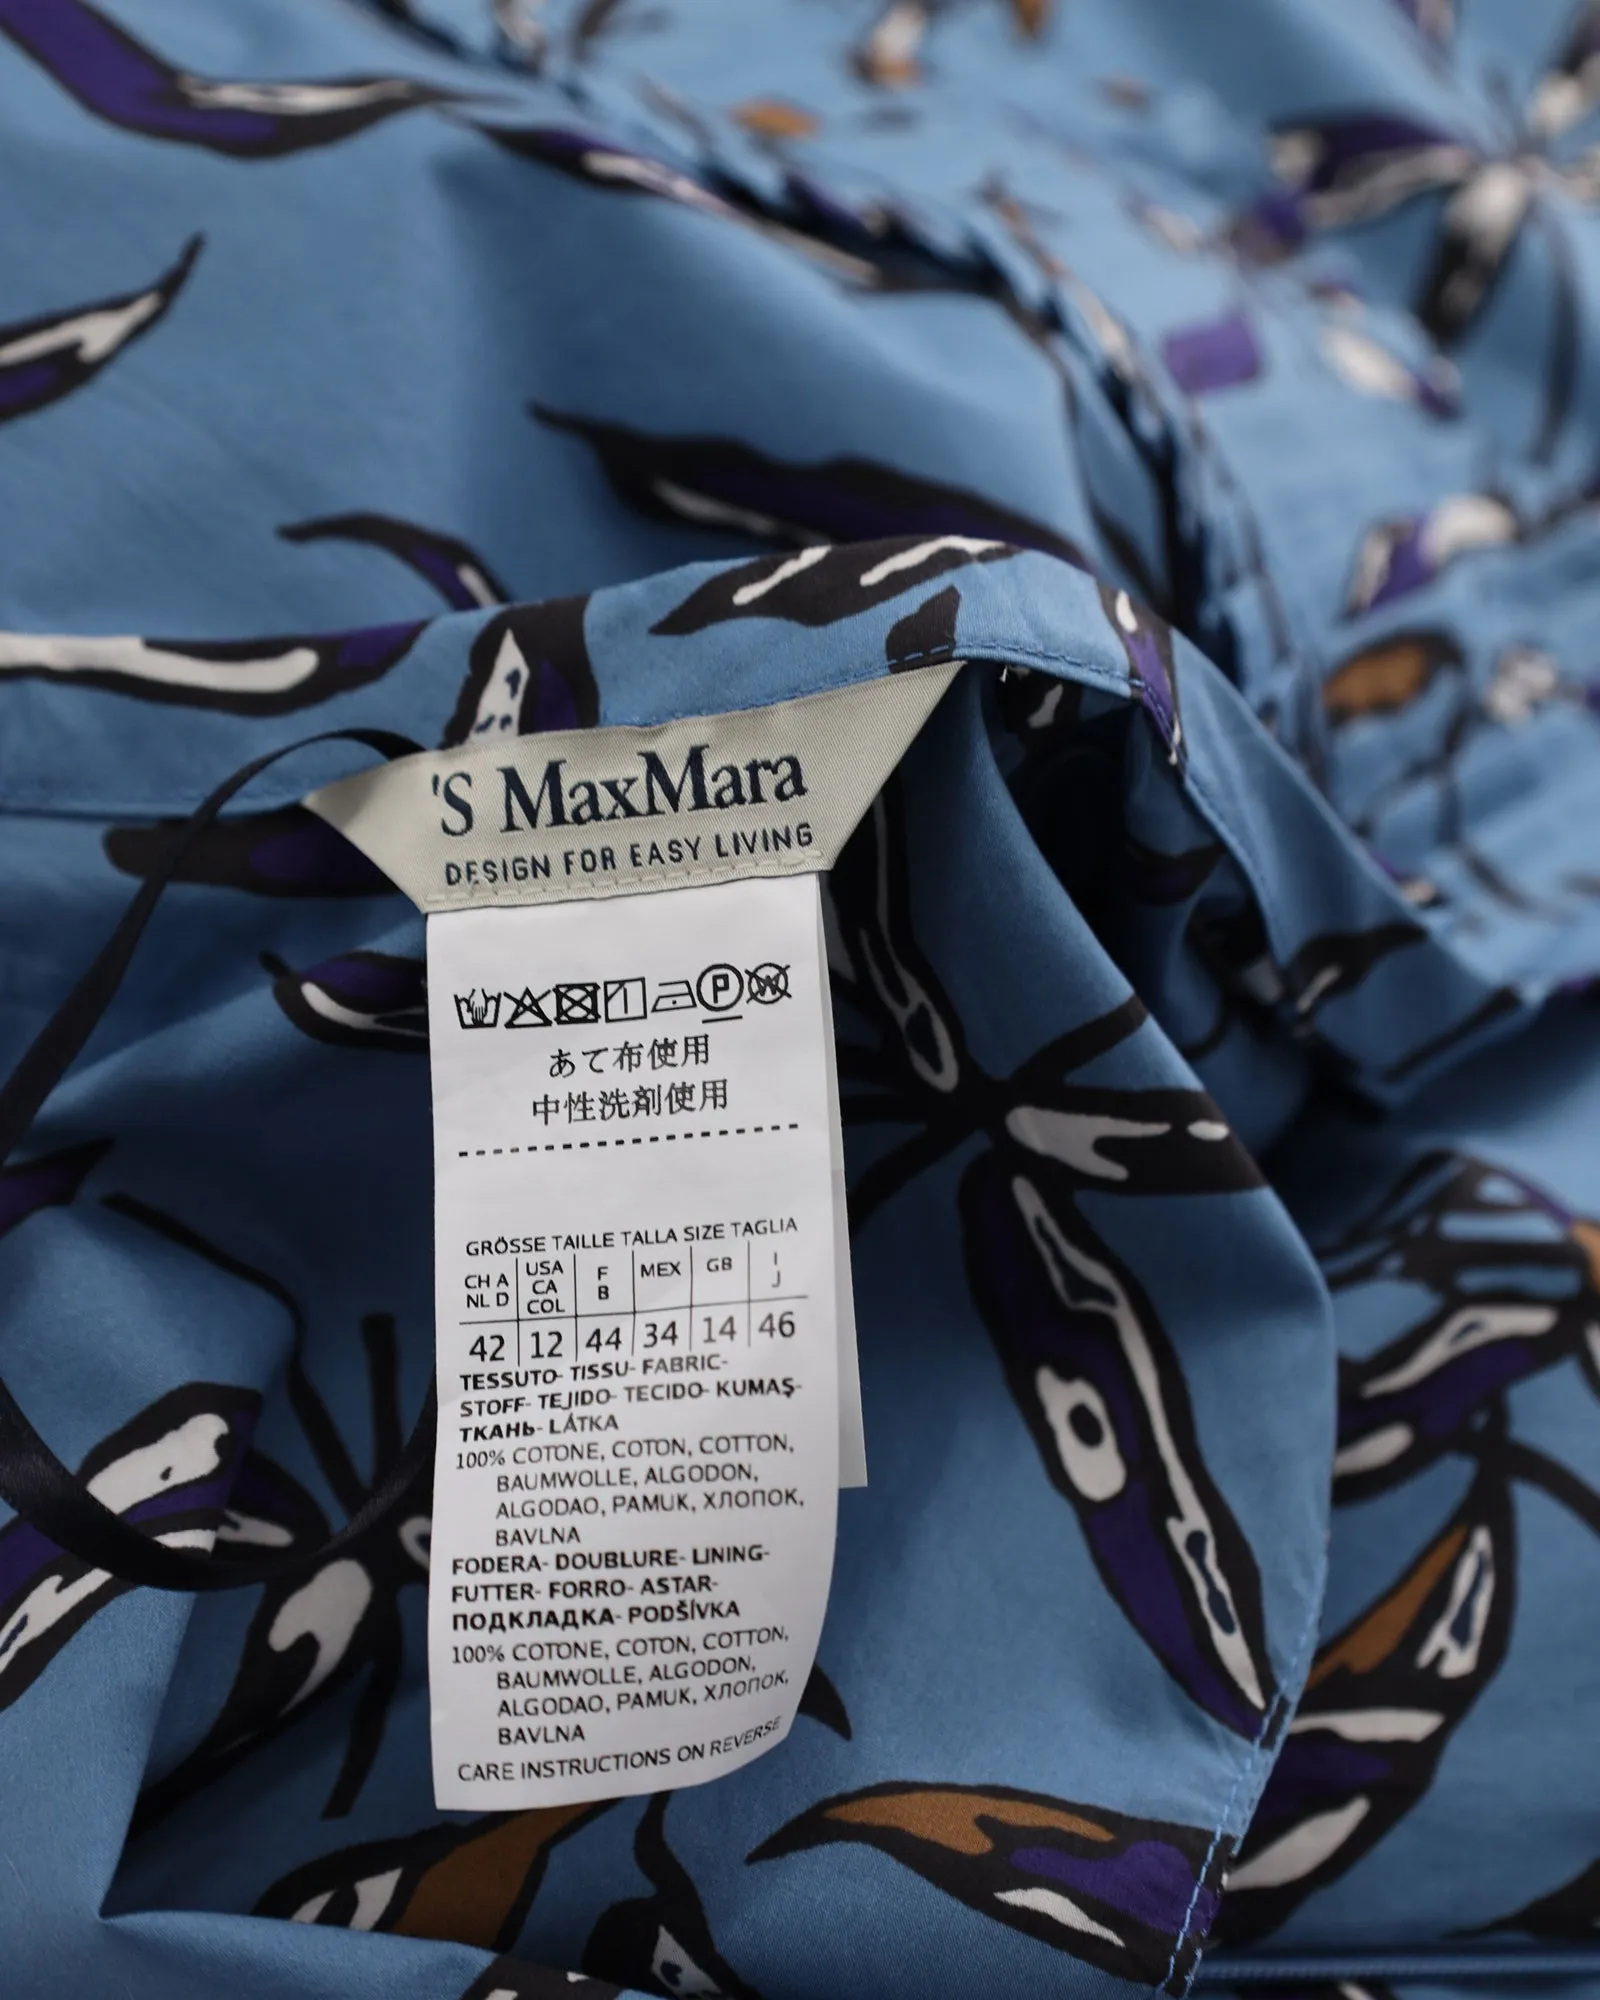 'S MaxMara
DESIGN FOR EASY LIVING
P W
あて布使用
中性洗剤使用
GRÖSSE TAILLE TALLA SIZE TAGLIA
CH A NL D USA CA COL F B MEX GB I J
42 12 44 34 14 46
TESSUTO- TISSU- FABRIC-
STOFF- TEJIDO- TECIDO- KUMAŞ-
ТКАНЬ- LÁTKA
100% COTONE, COTON, COTTON,
BAUMWOLLE, ALGODON,
ALGODAO, PAMUK, ХЛОПОК,
BAVLNA
FODERA- DOUBLURE- LINING-
FUTTER- FORRO- ASTAR-
ПОДКЛАДКА- PODŠÍVKA
100% COTONE, COTON, COTTON,
BAUMWOLLE, ALGODON,
ALGODAO, PAMUK, ХЛОПОК,
BAVLNA
CARE INSTRUCTIONS ON REVERSE